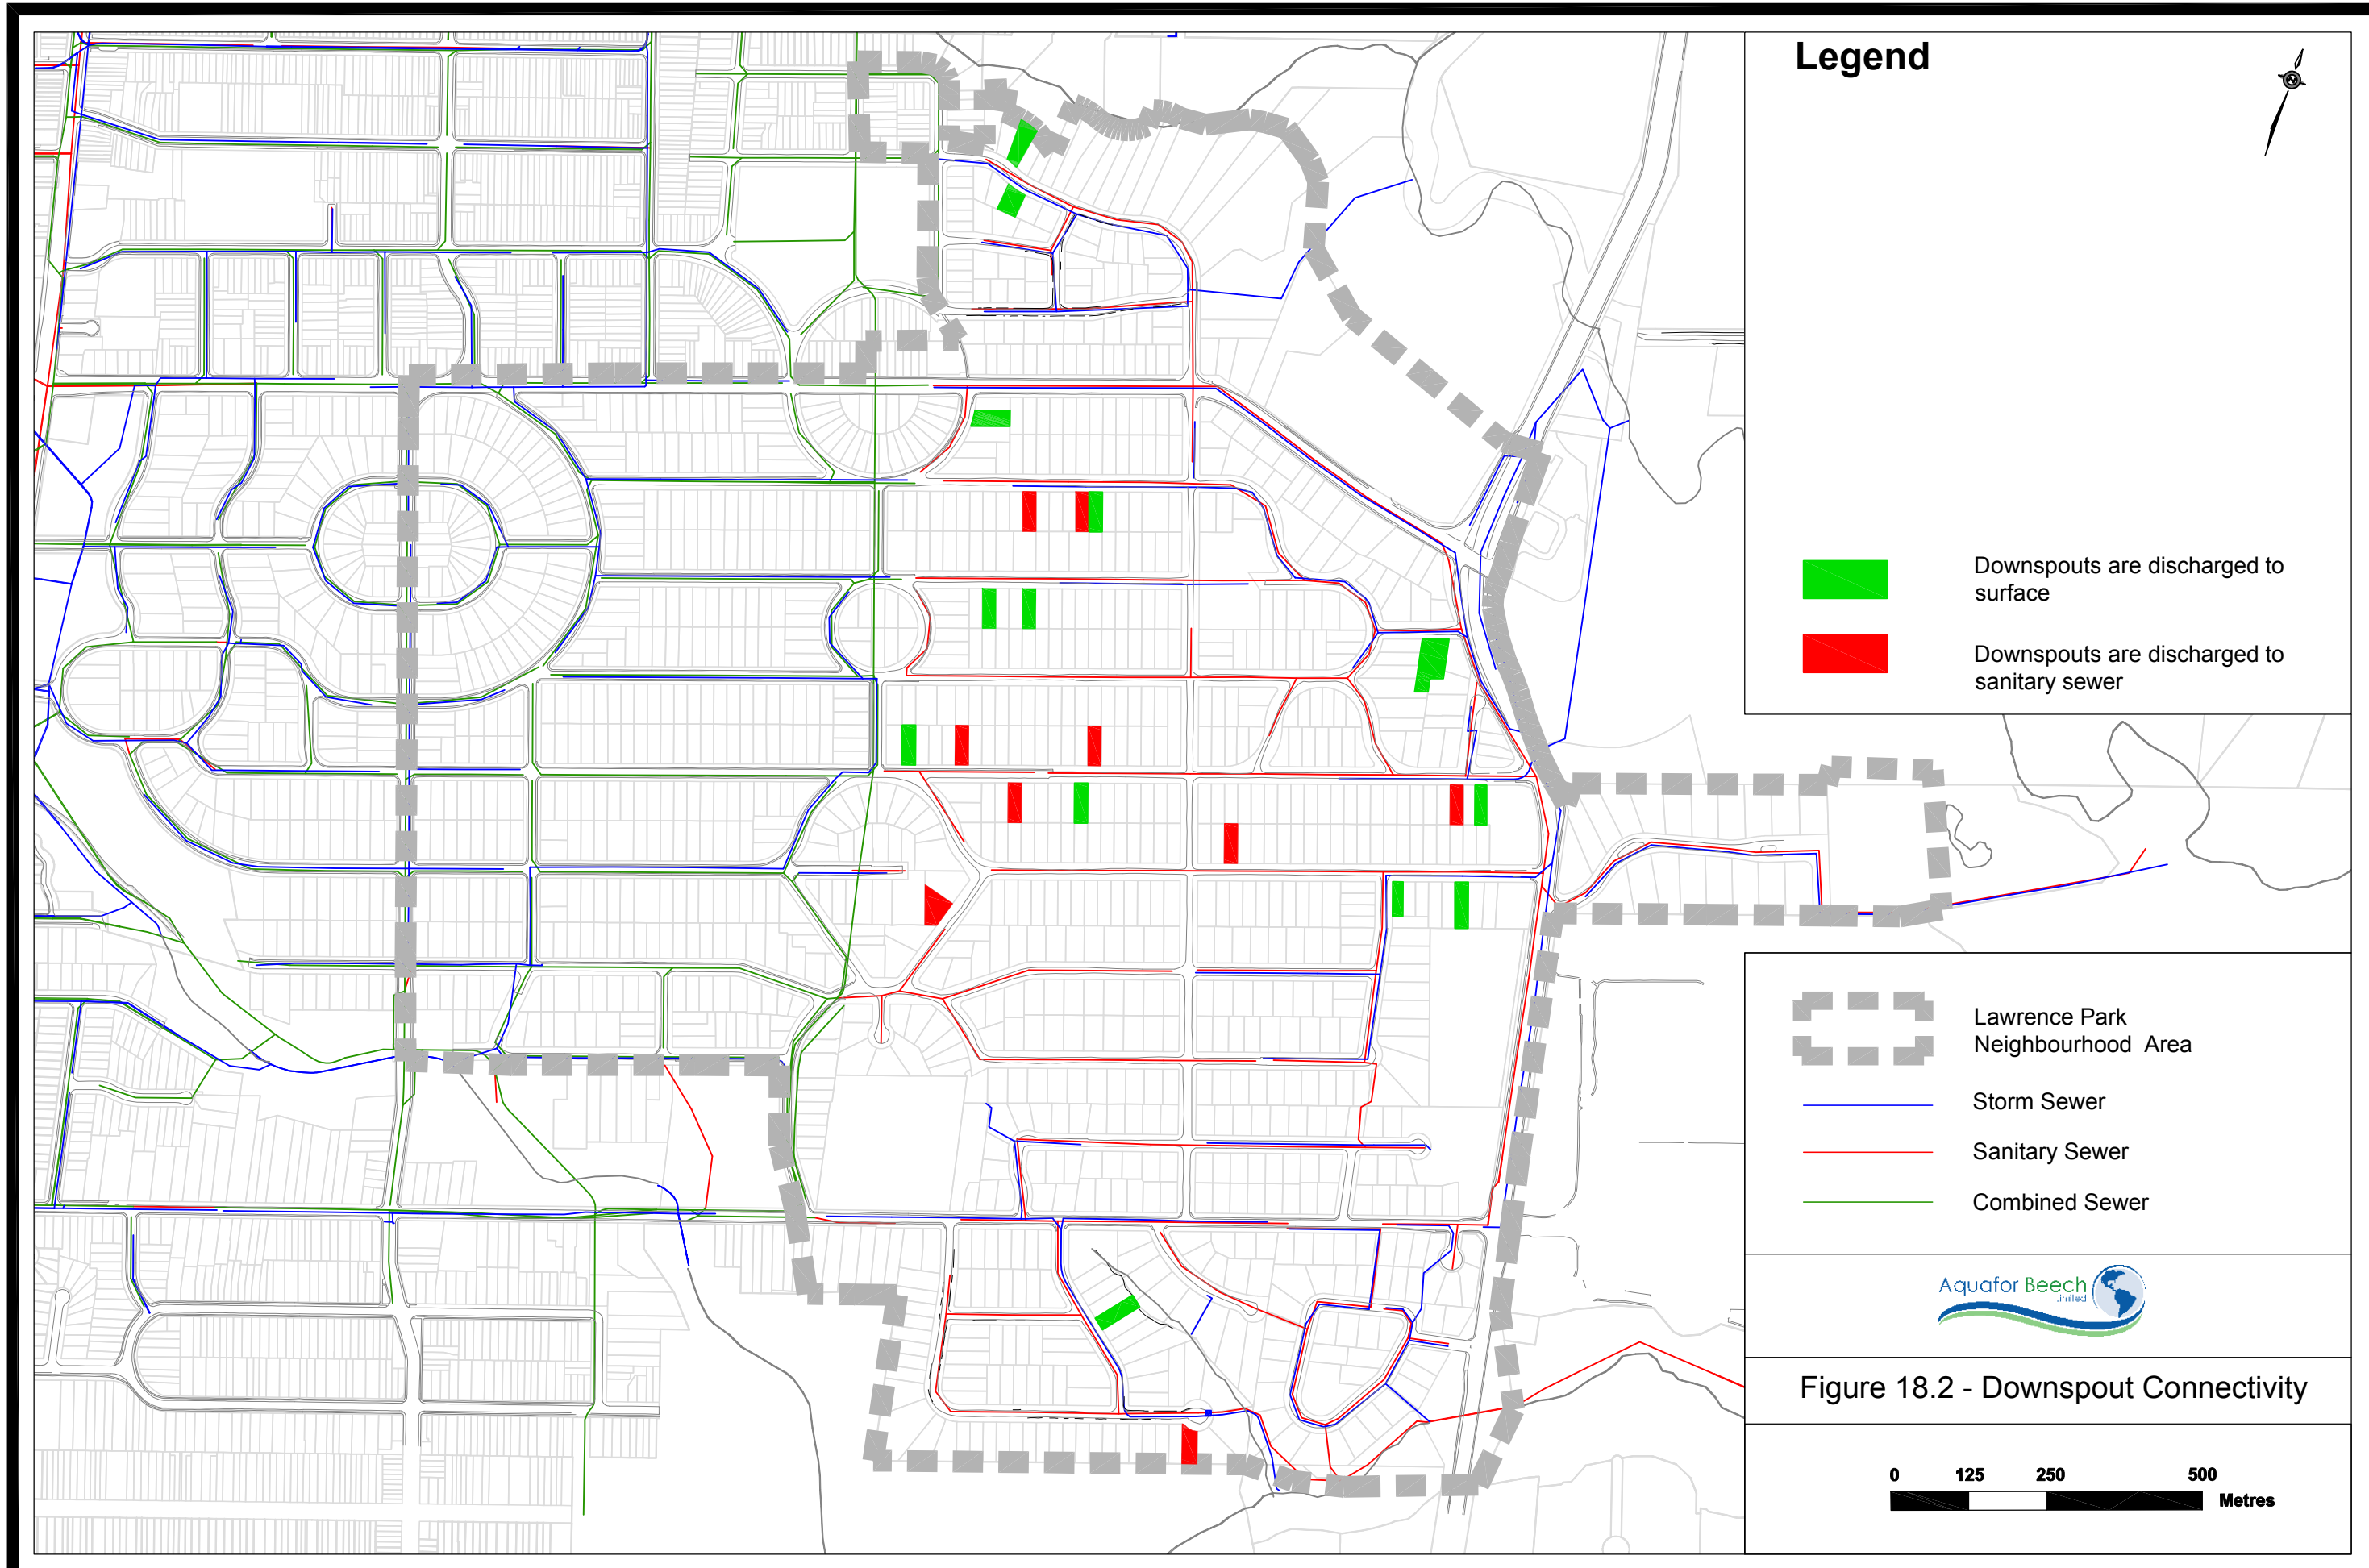 Legend
N
Downspouts are discharged to
surface
Downspouts are discharged to
sanitary sewer
Lawrence Park
Neighbourhood Area
Storm Sewer
Sanitary Sewer
Combined Sewer
Aquafor Beech
Limited
Figure 18.2 - Downspout Connectivity
0 125 250 500
Metres